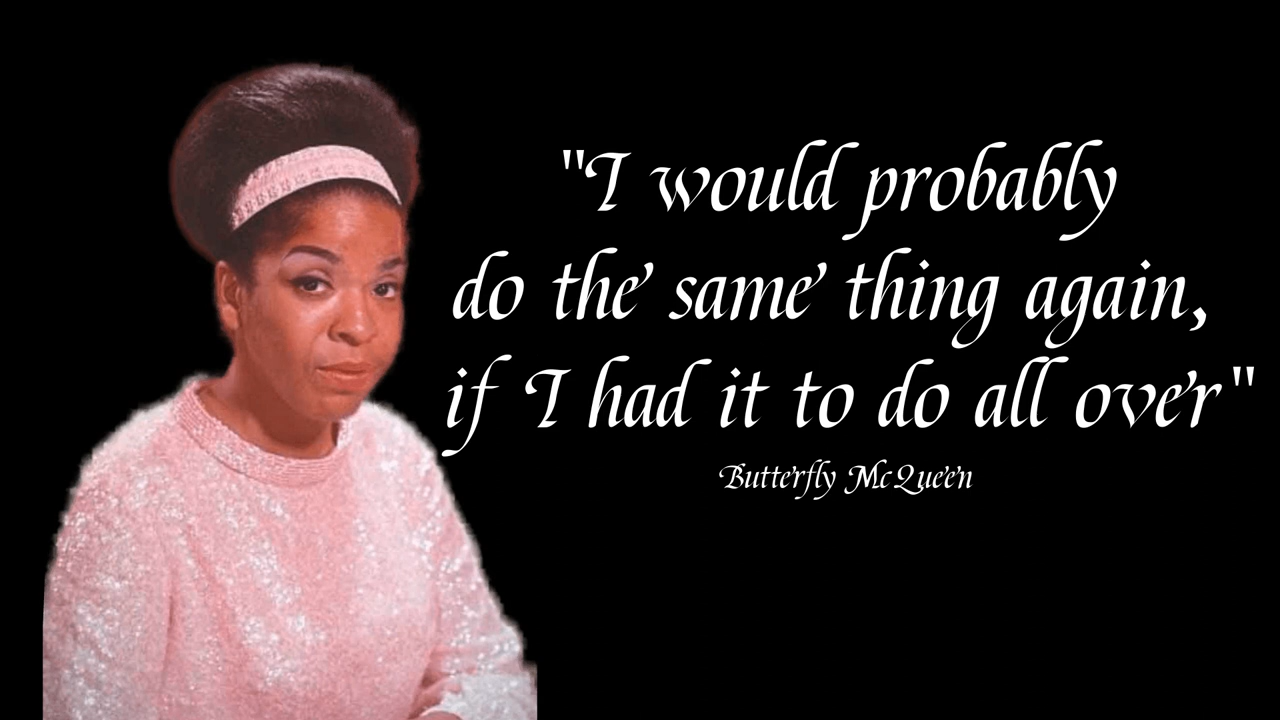 "I would probably
do the same thing again,
if I had it to do all over"
Butterfly McQueen